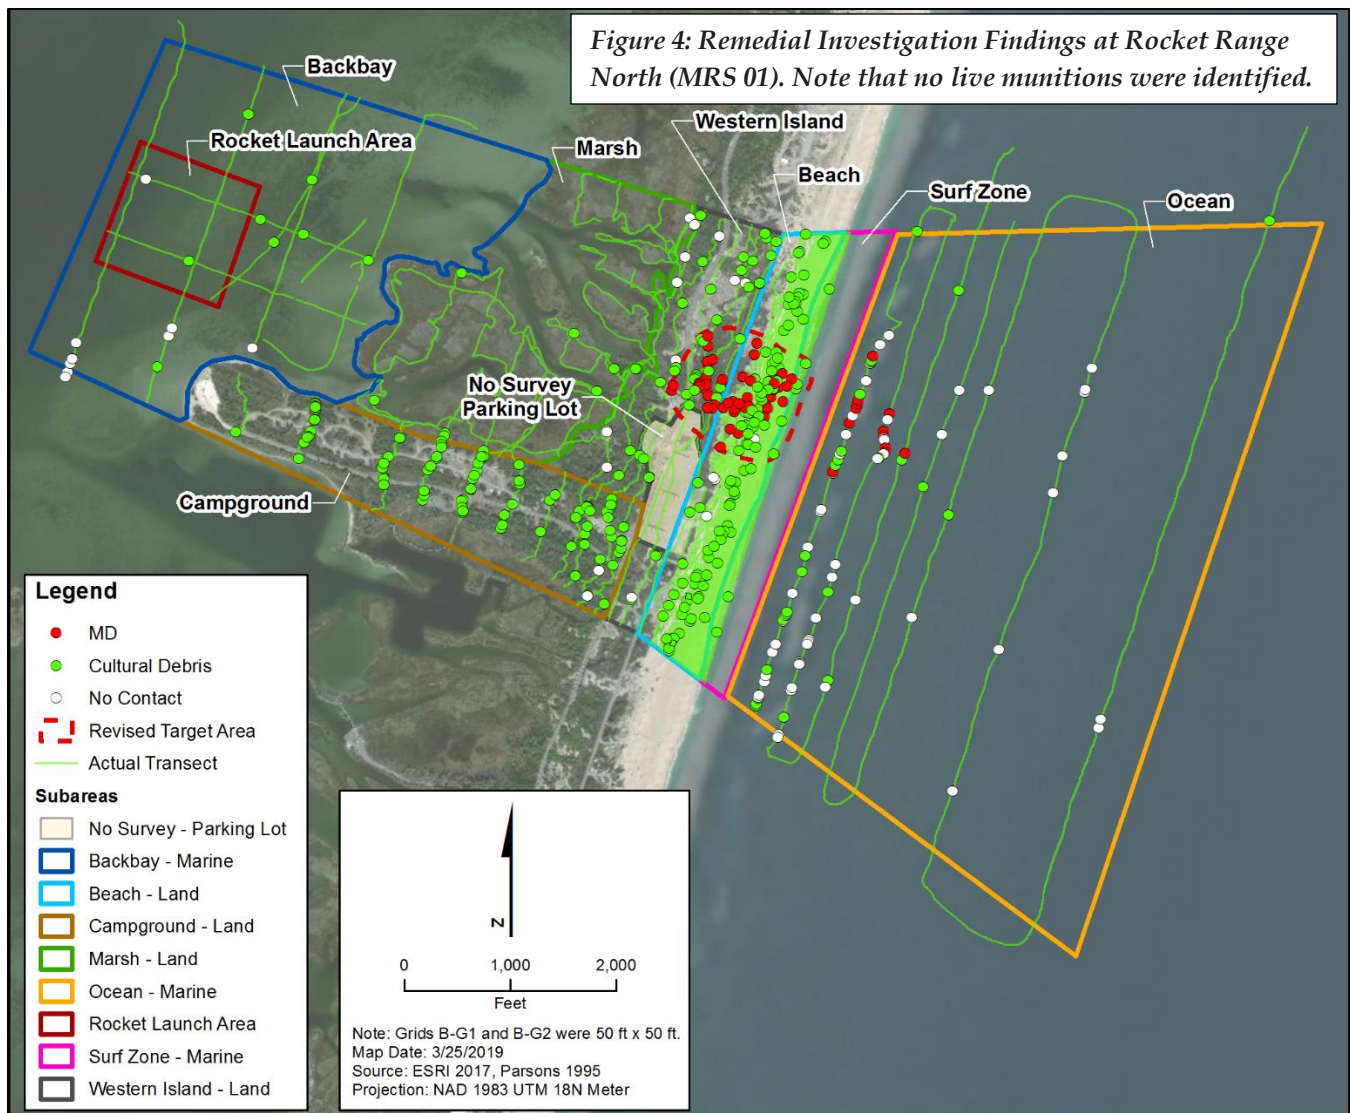 Figure 4: Remedial Investigation Findings at Rocket Range
North (MRS 01). Note that no live munitions were identified.
Backbay
Rocket Launch Area
Western Island
Marsh
Beach
Surf Zone
Ocean
No Survey
Parking Lot
Campground
Legend
MD
Cultural Debris
No Contact
Revised Target Area
Actual Transect
Subareas
No Survey - Parking Lot
Backbay - Marine
Beach - Land
Campground - Land
Marsh - Land
Ocean - Marine
Rocket Launch Area
Surf Zone - Marine
Western Island - Land
N
0 1,000 2,000
Feet
Note: Grids B-G1 and B-G2 were 50 ft x 50 ft.
Map Date: 3/25/2019
Source: ESRI 2017, Parsons 1995
Projection: NAD 1983 UTM 18N Meter